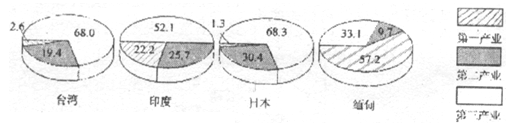 2.6 68.0 19.4
52.1 22.2 25.7
1.3 68.3 30.4
33.1 9.7 57.2
台湾 印度 日本 缅甸
第一产业
第二产业
第三产业